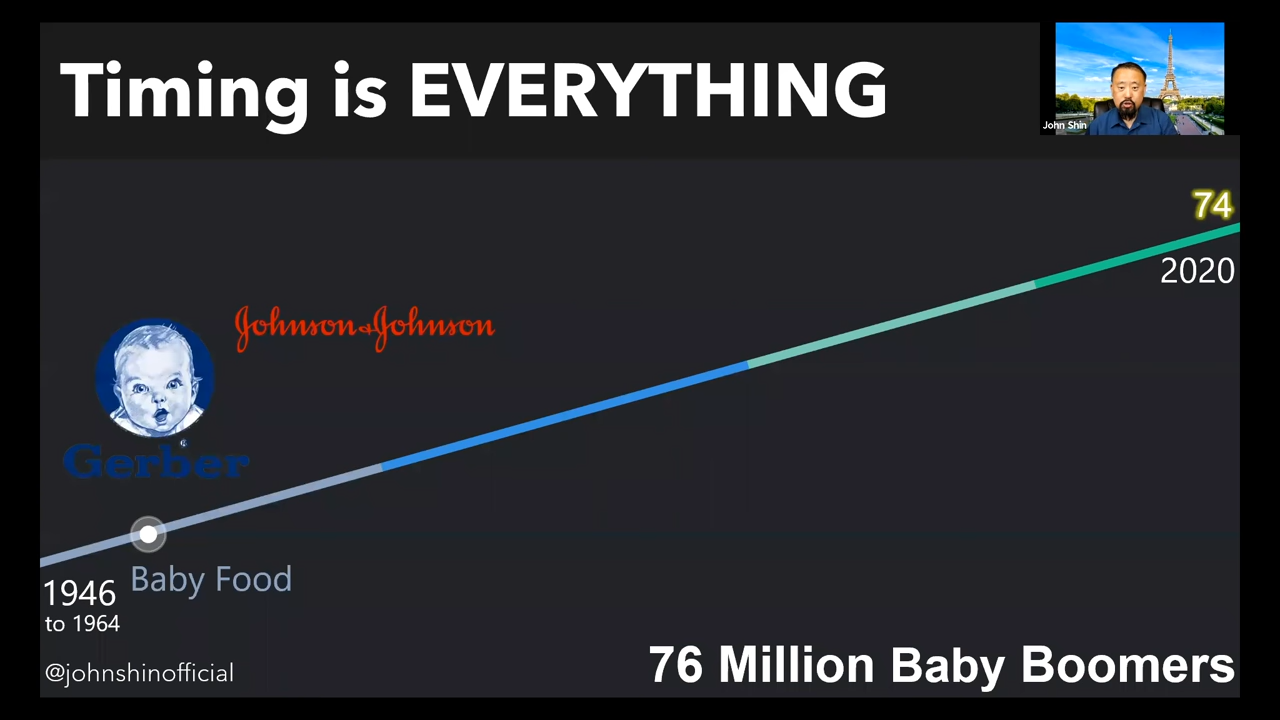 Timing is EVERYTHING
John Shin
74
2020
Johnson & Johnson
Gerber
®
Baby Food
1946
to 1964
@johnshinofficial
76 Million Baby Boomers